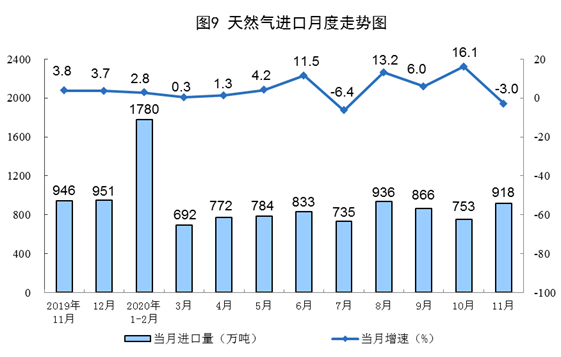 图9 天然气进口月度走势图
3.8 3.7 2.8 0.3 1.3 4.2 11.5 -6.4 13.2 6.0 16.1 -3.0
2400 2000 1600 1200 800 400 0
20 0 -20 -40 -60 -80 -100
946 951 1780 692 772 784 833 735 936 866 753 918
2019年 12月 2020年 3月 4月 5月 6月 7月 8月 9月 10月 11月
11月 1-2月
当月进口量（万吨） 当月增速（%）